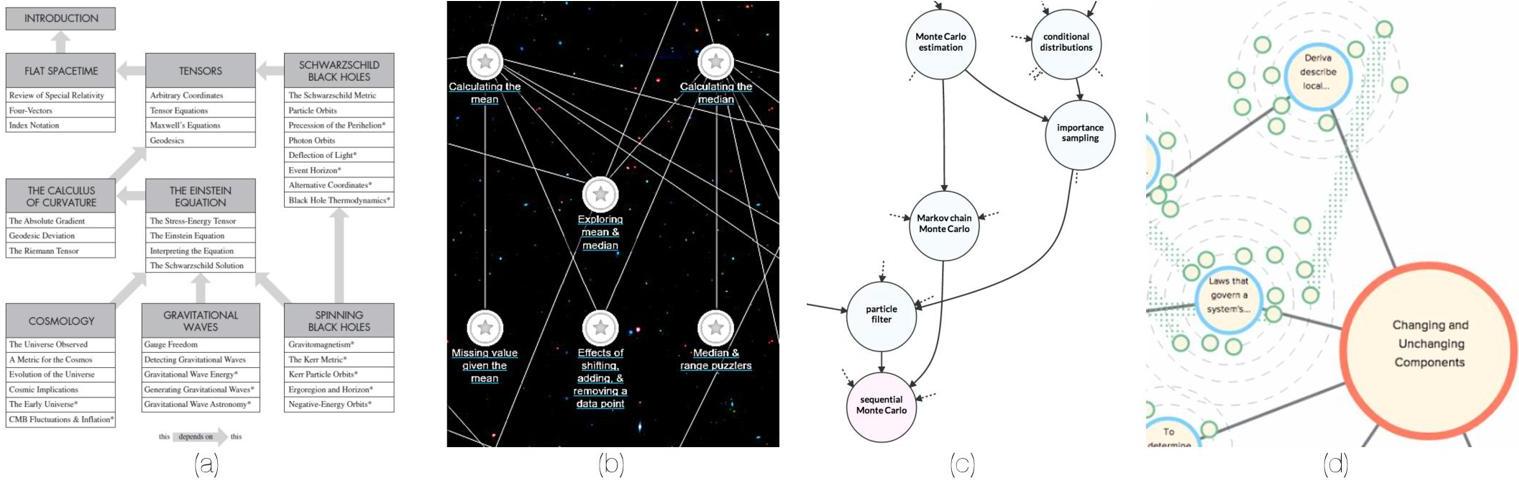 INTRODUCTION
FLAT SPACETIME
Review of Special Relativity
Four-Vectors
Index Notation
TENSORS
Arbitrary Coordinates
Tensor Equations
Maxwell's Equations
Geodesics
SCHWARZSCHILD
BLACK HOLES
The Schwarzschild Metric
Particle Orbits
Precession of the Perihelion*
Photon Orbits
Deflection of Light*
Event Horizon*
Alternative Coordinates*
Black Hole Thermodynamics*
THE CALCULUS
OF CURVATURE
The Absolute Gradient
Geodesic Deviation
The Riemann Tensor
THE EINSTEIN
EQUATION
The Stress-Energy Tensor
The Einstein Equation
Interpreting the Equation
The Schwarzschild Solution
COSMOLOGY
The Universe Observed
A Metric for the Cosmos
Evolution of the Universe
Cosmic Implications
The Early Universe*
CMB Fluctuations & Inflation*
GRAVITATIONAL
WAVES
Gauge Freedom
Detecting Gravitational Waves
Gravitational Wave Energy*
Generating Gravitational Waves*
Gravitational Wave Astronomy*
SPINNING
BLACK HOLES
Gravitomagnetism*
The Kerr Metric*
Kerr Particle Orbits*
Ergoregion and Horizon*
Negative-Energy Orbits*
this depends on this
(a)
Calculating the
mean
Calculating the
median
Exploring
mean &
median
Missing value
given the
mean
Effects of
shifting,
adding, &
removing a
data point
Median &
range puzzlers
(b)
Monte Carlo
estimation
conditional
distributions
importance
sampling
Markov chain
Monte Carlo
particle
filter
sequential
Monte Carlo
(c)
Deriva
describe
local...
Laws that
govern a
system's...
Changing and
Unchanging
Components
To
determine
(d)